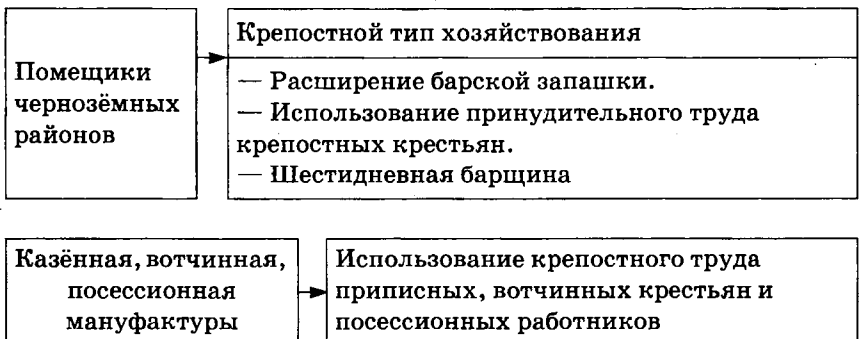 Помещики
чернозёмных
районов
Крепостной тип хозяйствования
— Расширение барской запашки.
— Использование принудительного труда
крепостных крестьян.
— Шестидневная барщина
Казённая, вотчинная,
посессионная
мануфактуры
Использование крепостного труда
приписных, вотчинных крестьян и
посессионных работников